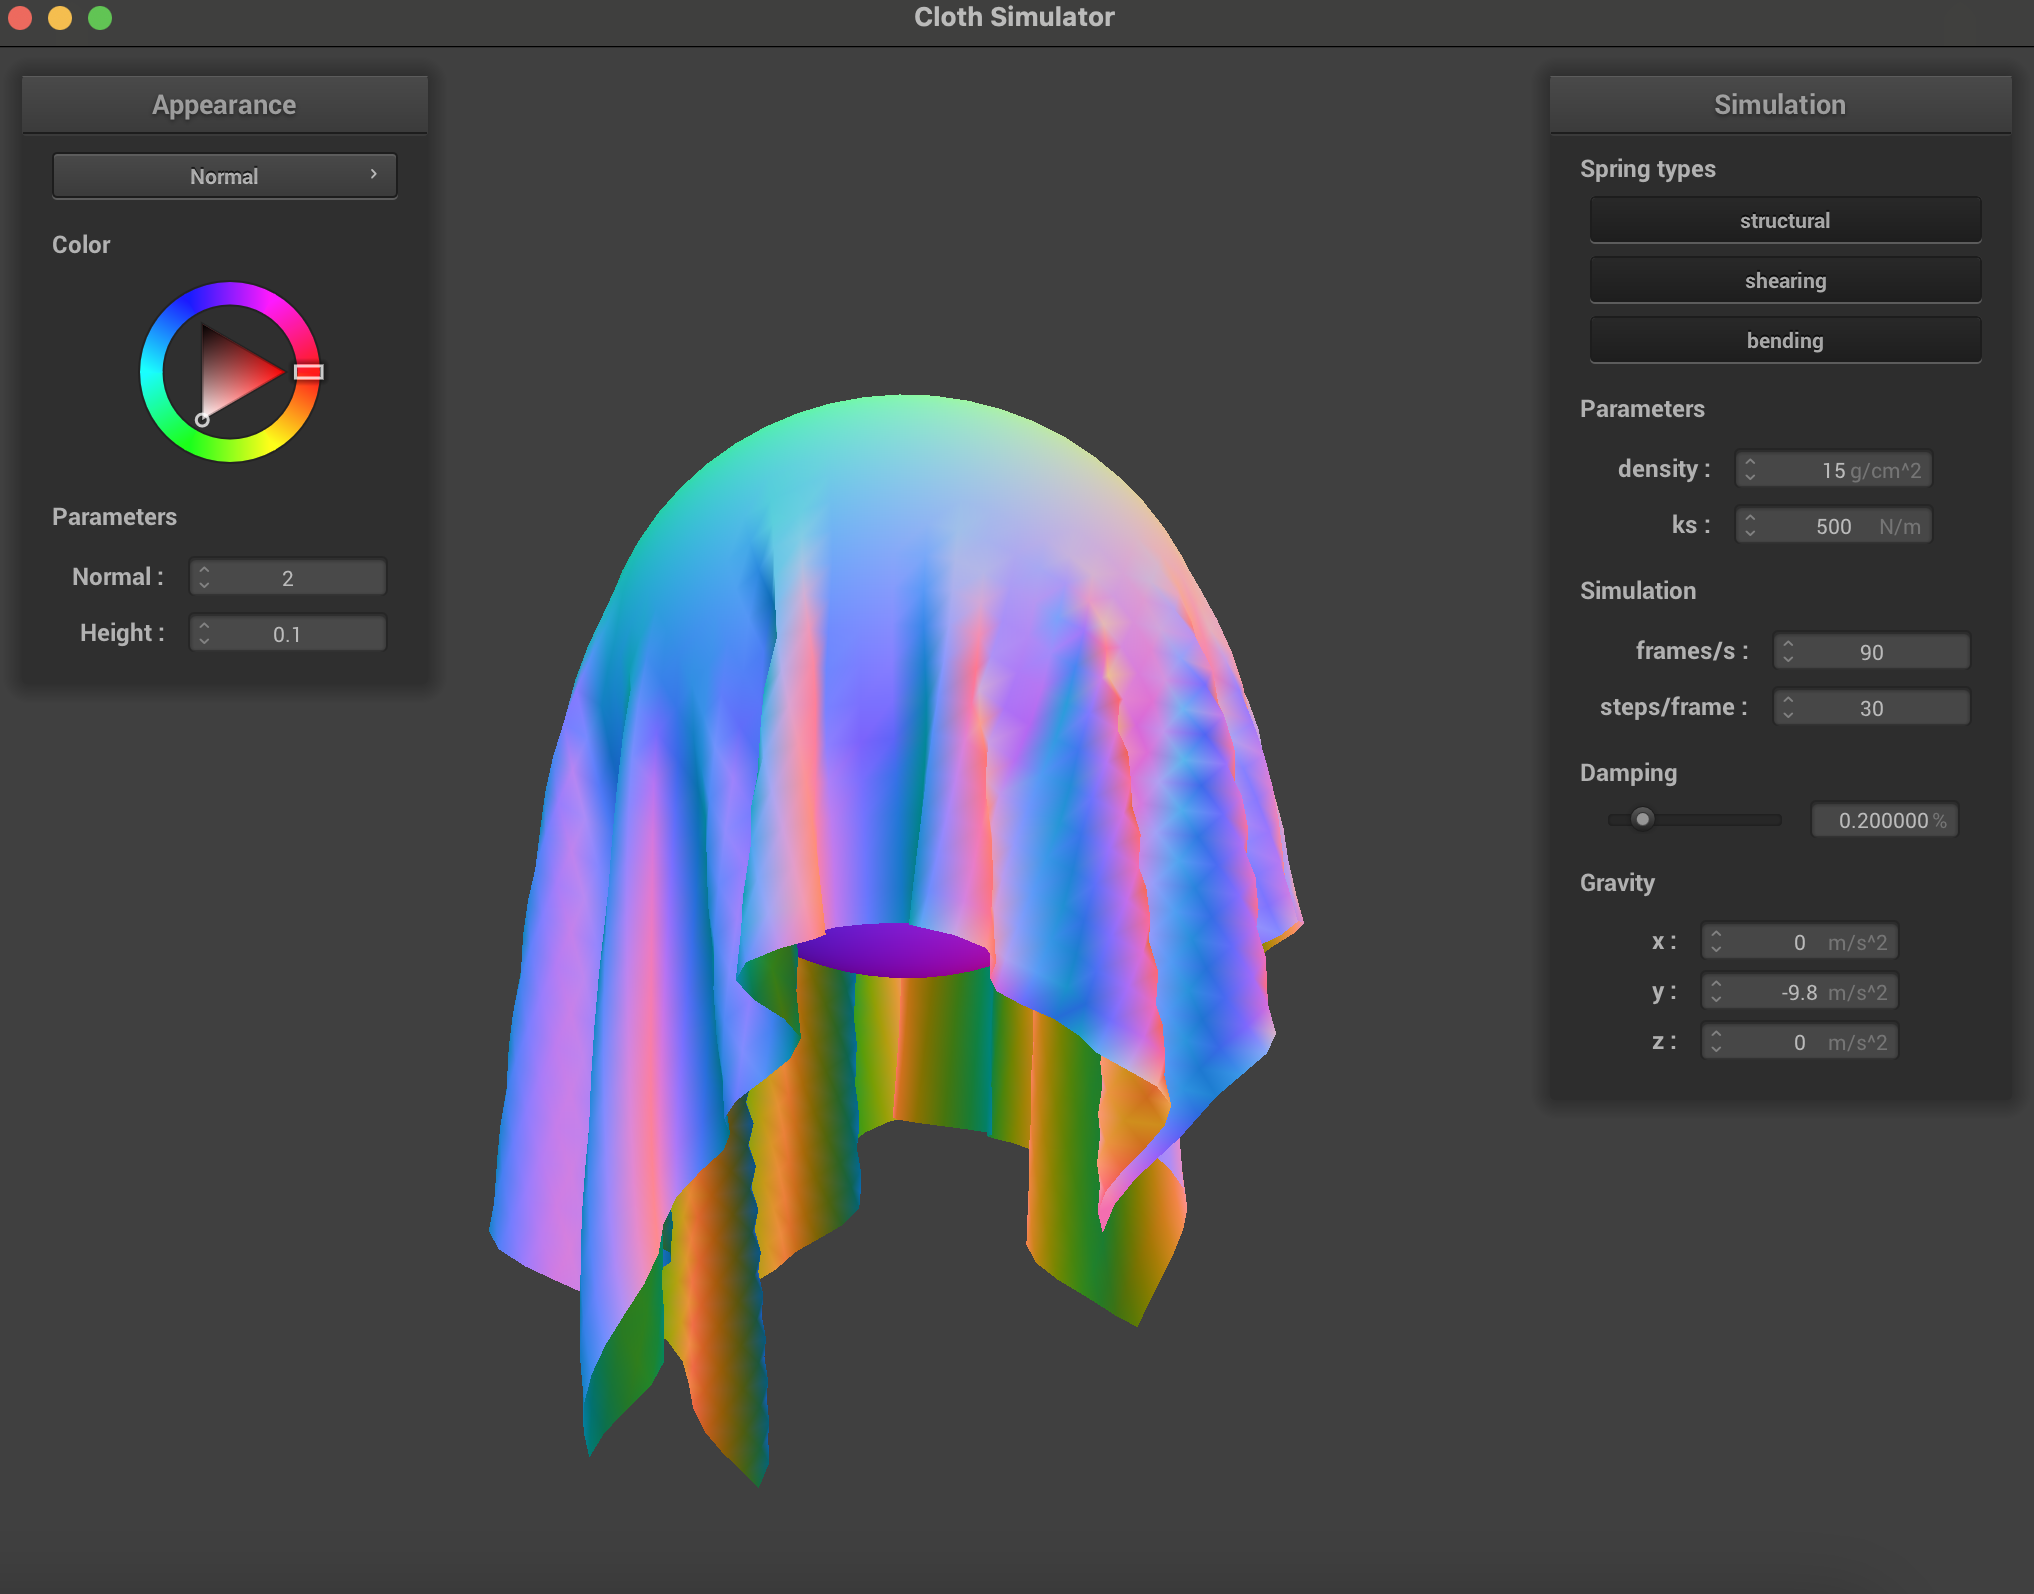 Cloth Simulator
Appearance
Normal
Color
Parameters
Normal : 2
Height : 0.1
Simulation
Spring types
structural
shearing
bending
Parameters
density : 15 g/cm^2
ks : 500 N/m
Simulation
frames/s : 90
steps/frame : 30
Damping
0.200000 %
Gravity
x : 0 m/s^2
y : -9.8 m/s^2
z : 0 m/s^2